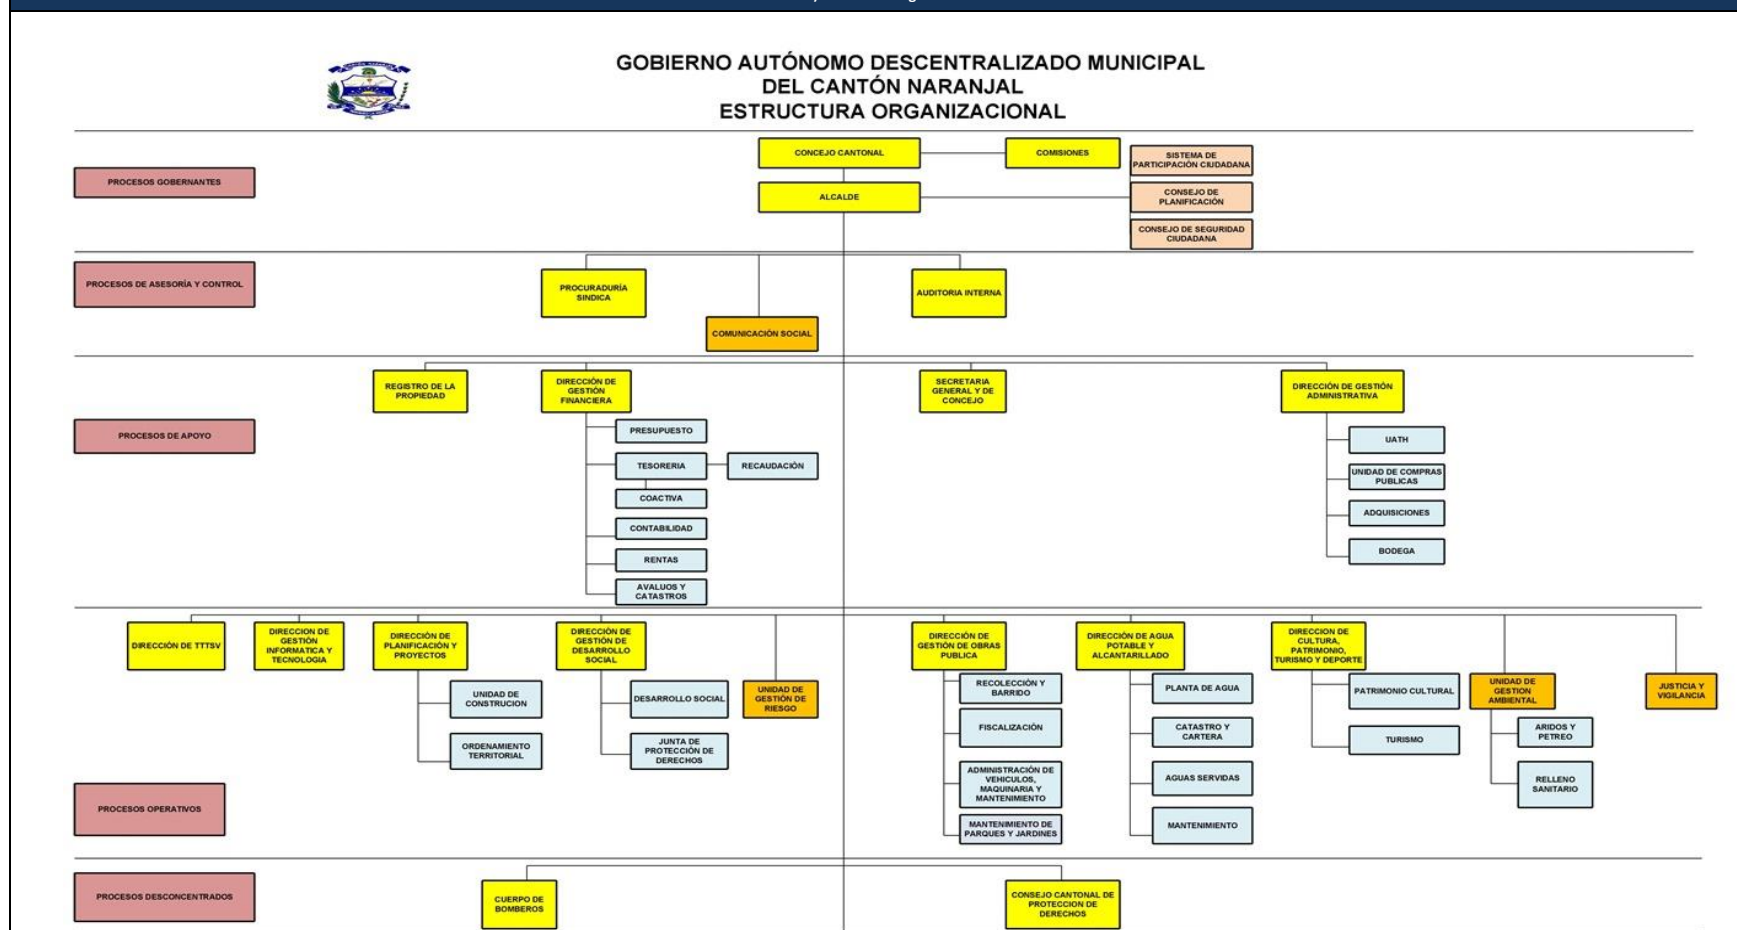 GOBIERNO AUTÓNOMO DESCENTRALIZADO MUNICIPAL
DEL CANTÓN NARANJAL
ESTRUCTURA ORGANIZACIONAL
PROCESOS GOBERNANTES
CONCEJO CANTONAL
COMISIONES
SISTEMA DE
PARTICIPACIÓN CIUDADANA
ALCALDE
CONSEJO DE
PLANIFICACIÓN
CONSEJO DE SEGURIDAD
CIUDADANA
PROCESOS DE ASESORÍA Y CONTROL
PROCURADURÍA
SINDICA
COMUNICACIÓN SOCIAL
AUDITORIA INTERNA
PROCESOS DE APOYO
REGISTRO DE LA
PROPIEDAD
DIRECCIÓN DE
GESTIÓN
FINANCIERA
PRESUPUESTO
TESORERIA
RECAUDACIÓN
COACTIVA
CONTABILIDAD
RENTAS
AVALUOS Y
CATASTROS
SECRETARIA
GENERAL Y DE
CONCEJO
DIRECCIÓN DE GESTIÓN
ADMINISTRATIVA
UATH
UNIDAD DE COMPRAS
PUBLICAS
ADQUISICIONES
BODEGA
PROCESOS OPERATIVOS
DIRECCIÓN DE TTTSV
DIRECCION DE
GESTIÓN
INFORMATICA Y
TECNOLOGIA
DIRECCIÓN DE
PLANIFICACIÓN Y
PROYECTOS
UNIDAD DE
CONSTRUCION
ORDENAMIENTO
TERRITORIAL
DIRECCIÓN DE
GESTIÓN DE
DESARROLLO
SOCIAL
DESARROLLO SOCIAL
JUNTA DE
PROTECCIÓN DE
DERECHOS
UNIDAD DE
GESTIÓN DE
RIESGO
DIRECCIÓN DE
GESTIÓN DE OBRAS
PUBLICA
RECOLECCIÓN Y
BARRIDO
FISCALIZACIÓN
ADMINISTRACIÓN DE
VEHICULOS,
MAQUINARIA Y
MANTENIMIENTO
MANTENIMIENTO DE
PARQUES Y JARDINES
DIRECCIÓN DE AGUA
POTABLE Y
ALCANTARILLADO
PLANTA DE AGUA
CATASTRO Y
CARTERA
AGUAS SERVIDAS
MANTENIMIENTO
DIRECCION DE
CULTURA,
PATRIMONIO,
TURISMO Y DEPORTE
PATRIMONIO CULTURAL
TURISMO
UNIDAD DE
GESTION
AMBIENTAL
ARIDOS Y
PETREO
RELLENO
SANITARIO
JUSTICIA Y
VIGILANCIA
PROCESOS DESCONCENTRADOS
CUERPO DE
BOMBEROS
CONSEJO CANTONAL DE
PROTECCION DE
DERECHOS